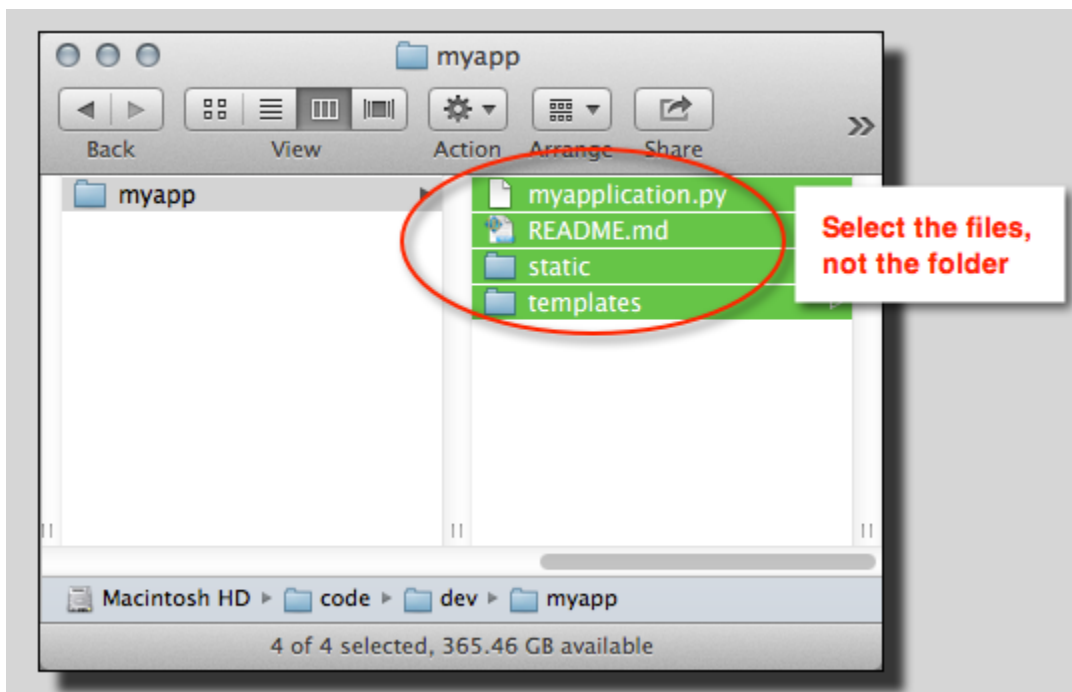 myapp
Back View Action Arrange Share
myapp
myapplication.py
README.md
static
templates
Select the files,
not the folder
Macintosh HD ▸ code ▸ dev ▸ myapp
4 of 4 selected, 365.46 GB available